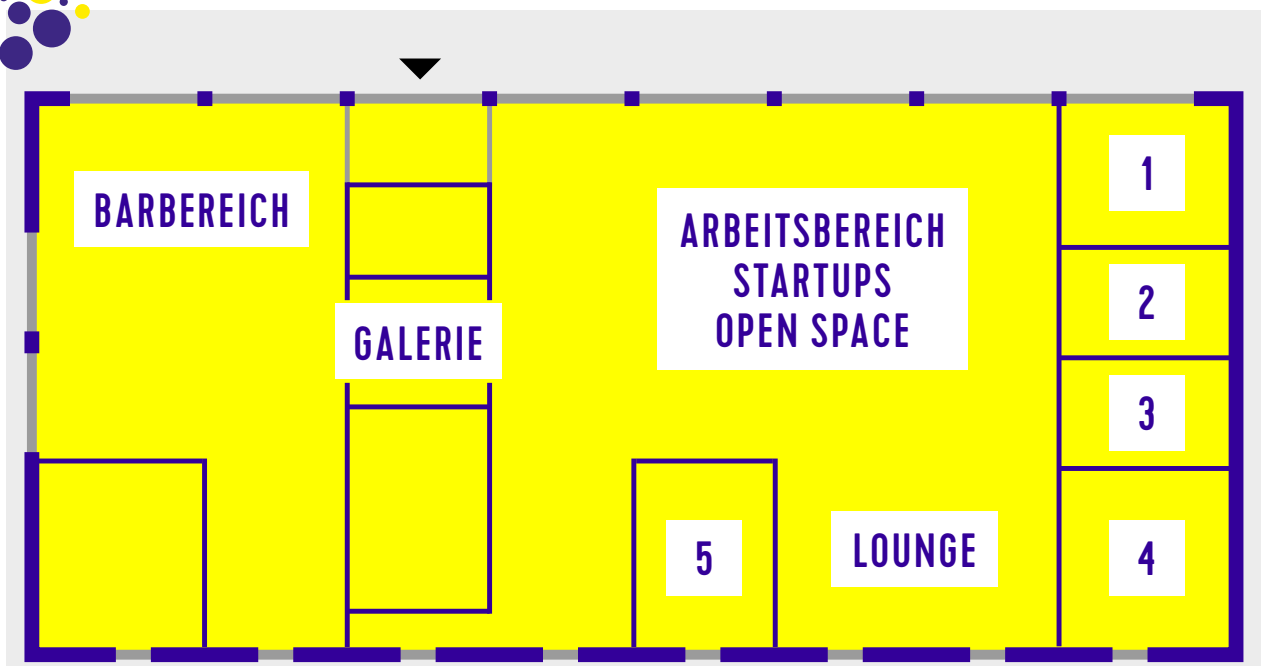 BARBEREICH
GALERIE
ARBEITSBEREICH
STARTUPS
OPEN SPACE
LOUNGE
1
2
3
4
5